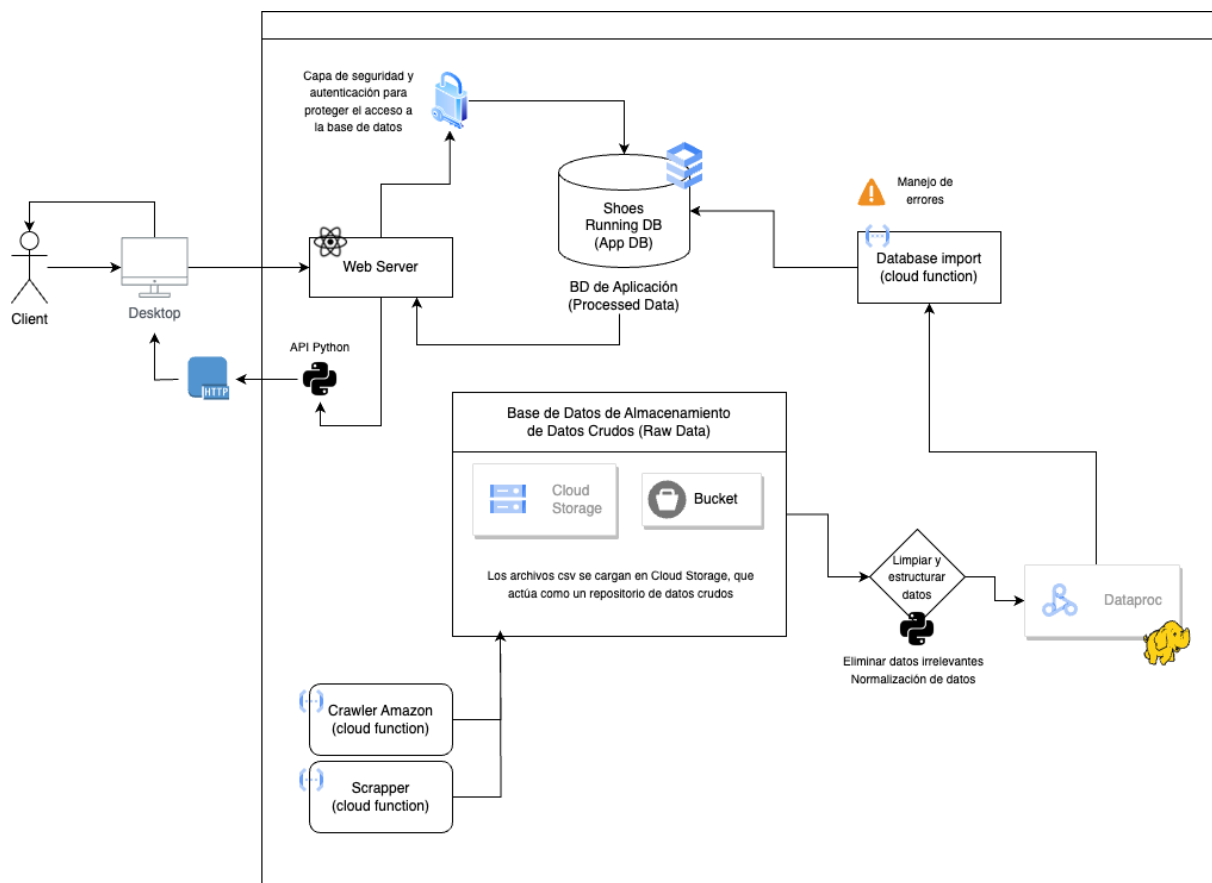 Capa de seguridad y
autenticación para
proteger el acceso a
la base de datos
Shoes
Running DB
(App DB)
BD de Aplicación
(Processed Data)
Manejo de
errores
Database import
(cloud function)
Web Server
Client
Desktop
HTTP
API Python
Base de Datos de Almacenamiento
de Datos Crudos (Raw Data)
Cloud
Storage
Bucket
Los archivos csv se cargan en Cloud Storage, que
actúa como un repositorio de datos crudos
Limpiar y
estructurar
datos
Eliminar datos irrelevantes
Normalización de datos
Dataproc
Crawler Amazon
(cloud function)
Scrapper
(cloud function)